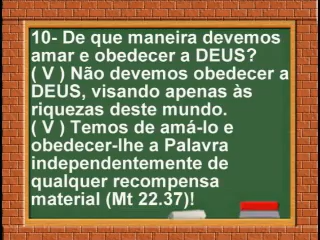 10- De que maneira devemos
amar e obedecer a DEUS?
( V ) Não devemos obedecer a
DEUS, visando apenas às
riquezas deste mundo.
( V ) Temos de amá-lo e
obedecer-lhe a Palavra
independentemente de
qualquer recompensa
material (Mt 22.37)!